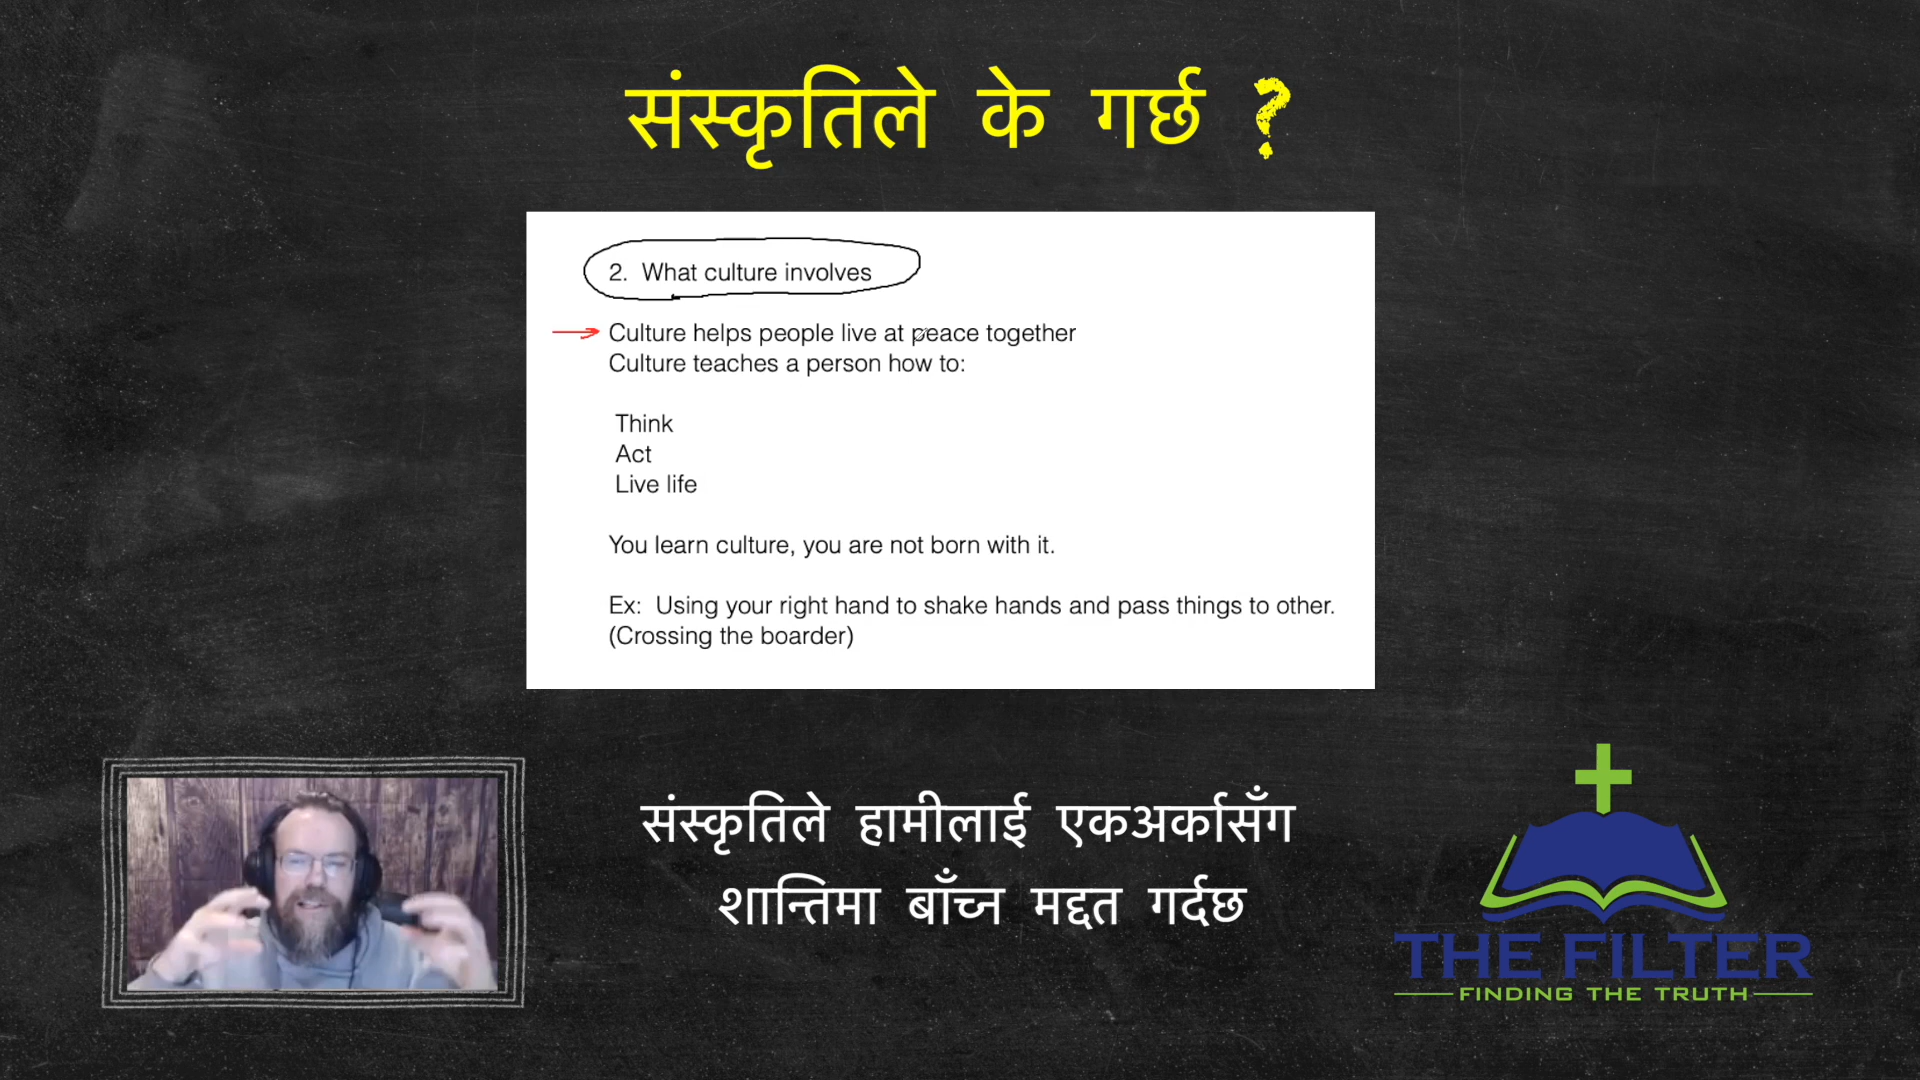 संस्कृतिले के गर्छ ?
2. What culture involves
Culture helps people live at peace together
Culture teaches a person how to:
Think
Act
Live life
You learn culture, you are not born with it.
Ex: Using your right hand to shake hands and pass things to other.
(Crossing the boarder)
संस्कृतिले हामीलाई एकअर्कासँग
शान्तिमा बाँच्न मद्दत गर्दछ
THE FILTER
FINDING THE TRUTH